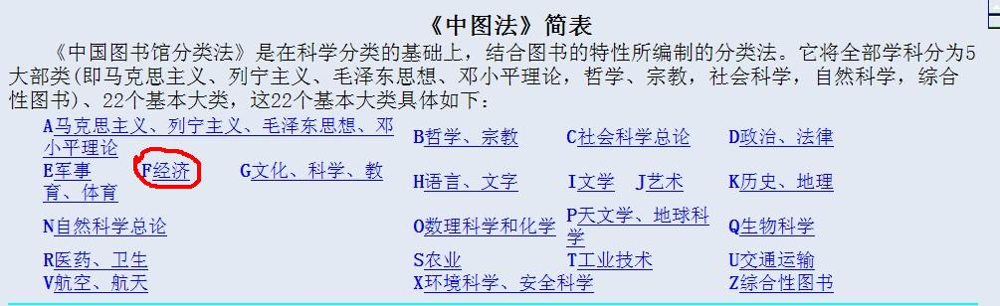 《中图法》简表
《中国图书馆分类法》是在科学分类的基础上，结合图书的特性所编制的分类法。它将全部学科分为5
大部类(即马克思主义、列宁主义、毛泽东思想、邓小平理论，哲学、宗教，社会科学，自然科学，综合
性图书)、22个基本大类，这22个基本大类具体如下：
A马克思主义、列宁主义、毛泽东思想、邓
小平理论
B哲学、宗教
C社会科学总论
D政治、法律
E军事 F经济 G文化、科学、教
育、体育
H语言、文字
I文学 J艺术
K历史、地理
N自然科学总论
O数理科学和化学
P天文学、地球科
学
Q生物科学
R医药、卫生
S农业
T工业技术
U交通运输
V航空、航天
X环境科学、安全科学
Z综合性图书